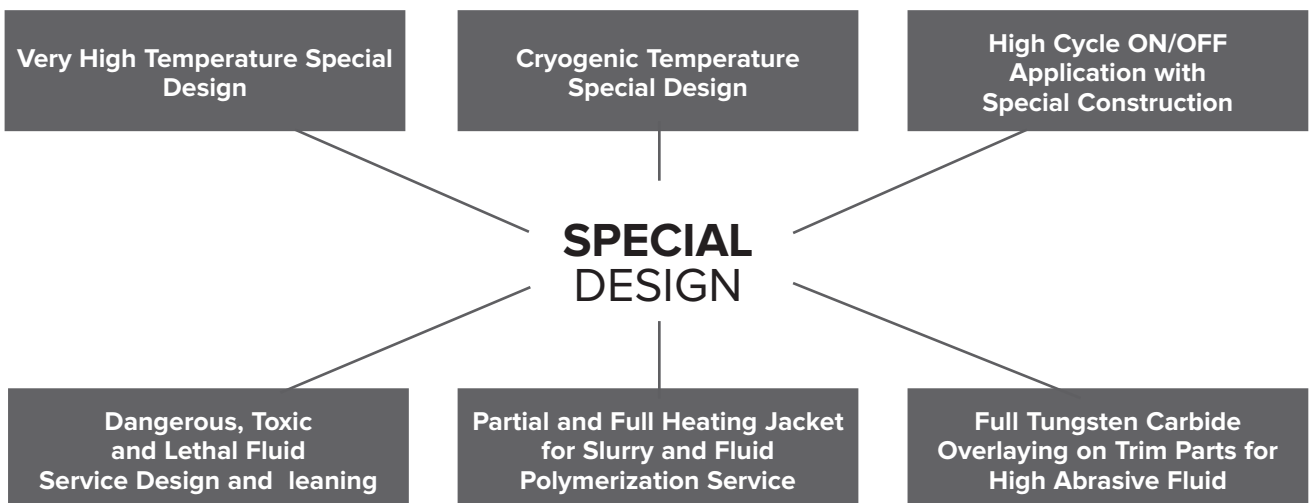 Very High Temperature Special
Design
Cryogenic Temperature
Special Design
High Cycle ON/OFF
Application with
Special Construction
SPECIAL
DESIGN
Dangerous, Toxic
and Lethal Fluid
Service Design and  leaning
Partial and Full Heating Jacket
for Slurry and Fluid
Polymerization Service
Full Tungsten Carbide
Overlaying on Trim Parts for
High Abrasive Fluid